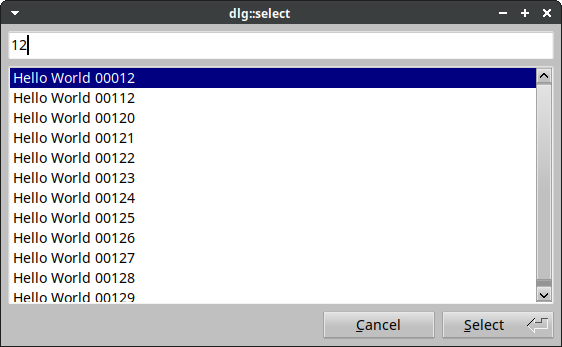 dlg::select
12
Hello World 00012
Hello World 00112
Hello World 00120
Hello World 00121
Hello World 00122
Hello World 00123
Hello World 00124
Hello World 00125
Hello World 00126
Hello World 00127
Hello World 00128
Hello World 00129
Cancel Select